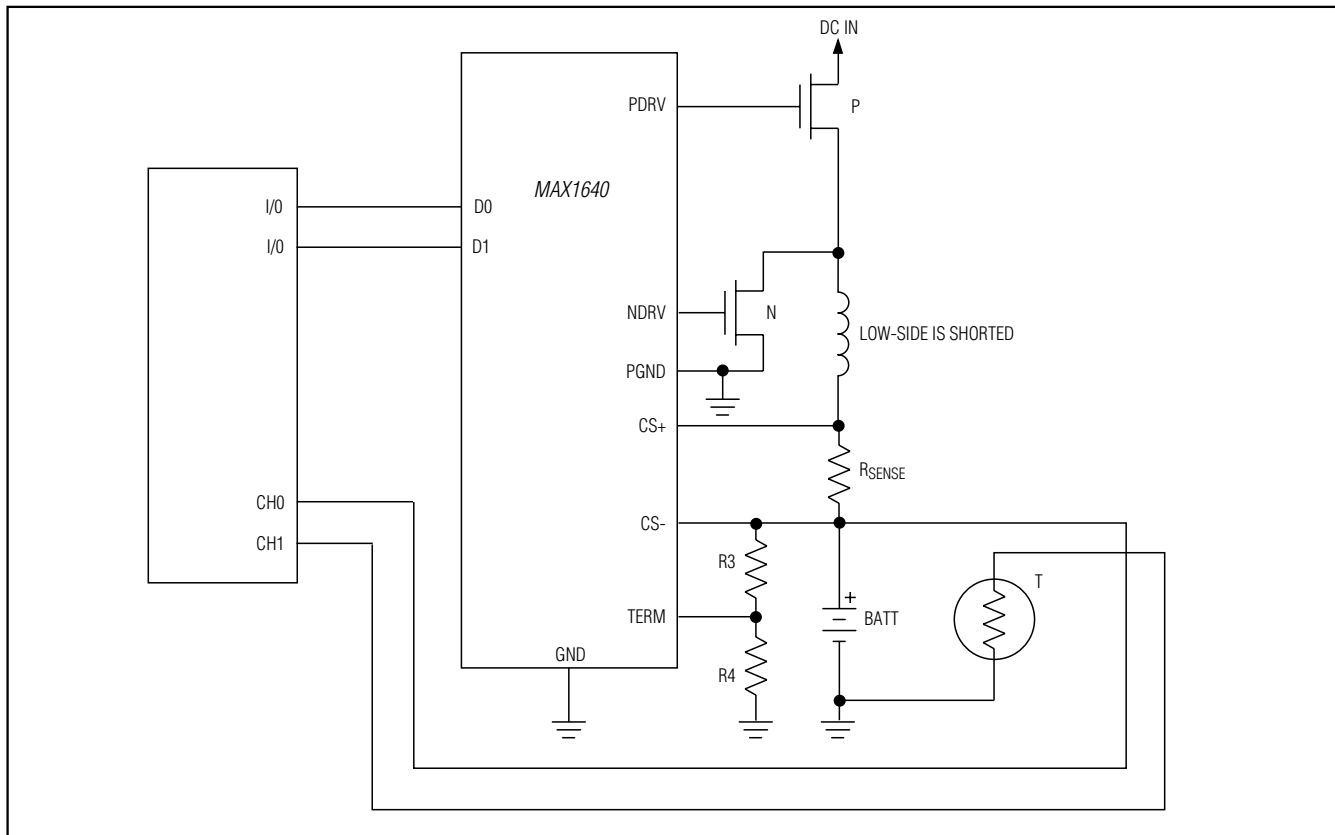 DC IN
PDRV
P
MAX1640
I/0
D0
I/0
D1
NDRV
N
LOW-SIDE IS SHORTED
PGND
CS+
RSENSE
CH0
CS-
CH1
R3
T
+
TERM
BATT
GND
R4